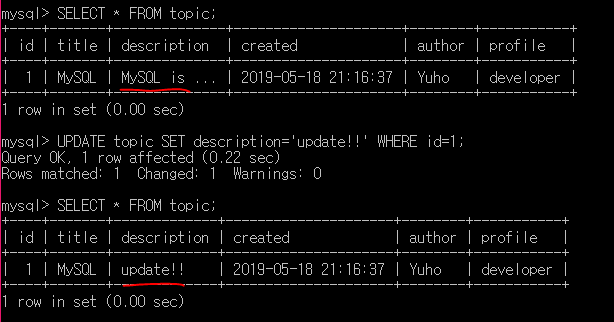 mysql> SELECT * FROM topic;
+----+-------+--------------+---------------------+--------+-----------+
| id | title | description | created | author | profile |
+----+-------+--------------+---------------------+--------+-----------+
| 1 | MySQL | MySQL is ... | 2019-05-18 21:16:37 | Yuho | developer |
+----+-------+--------------+---------------------+--------+-----------+
1 row in set (0.00 sec)
mysql> UPDATE topic SET description='update!!' WHERE id=1;
Query OK, 1 row affected (0.22 sec)
Rows matched: 1 Changed: 1 Warnings: 0
mysql> SELECT * FROM topic;
+----+-------+-------------+---------------------+--------+-----------+
| id | title | description | created | author | profile |
+----+-------+-------------+---------------------+--------+-----------+
| 1 | MySQL | update!! | 2019-05-18 21:16:37 | Yuho | developer |
+----+-------+-------------+---------------------+--------+-----------+
1 row in set (0.00 sec)